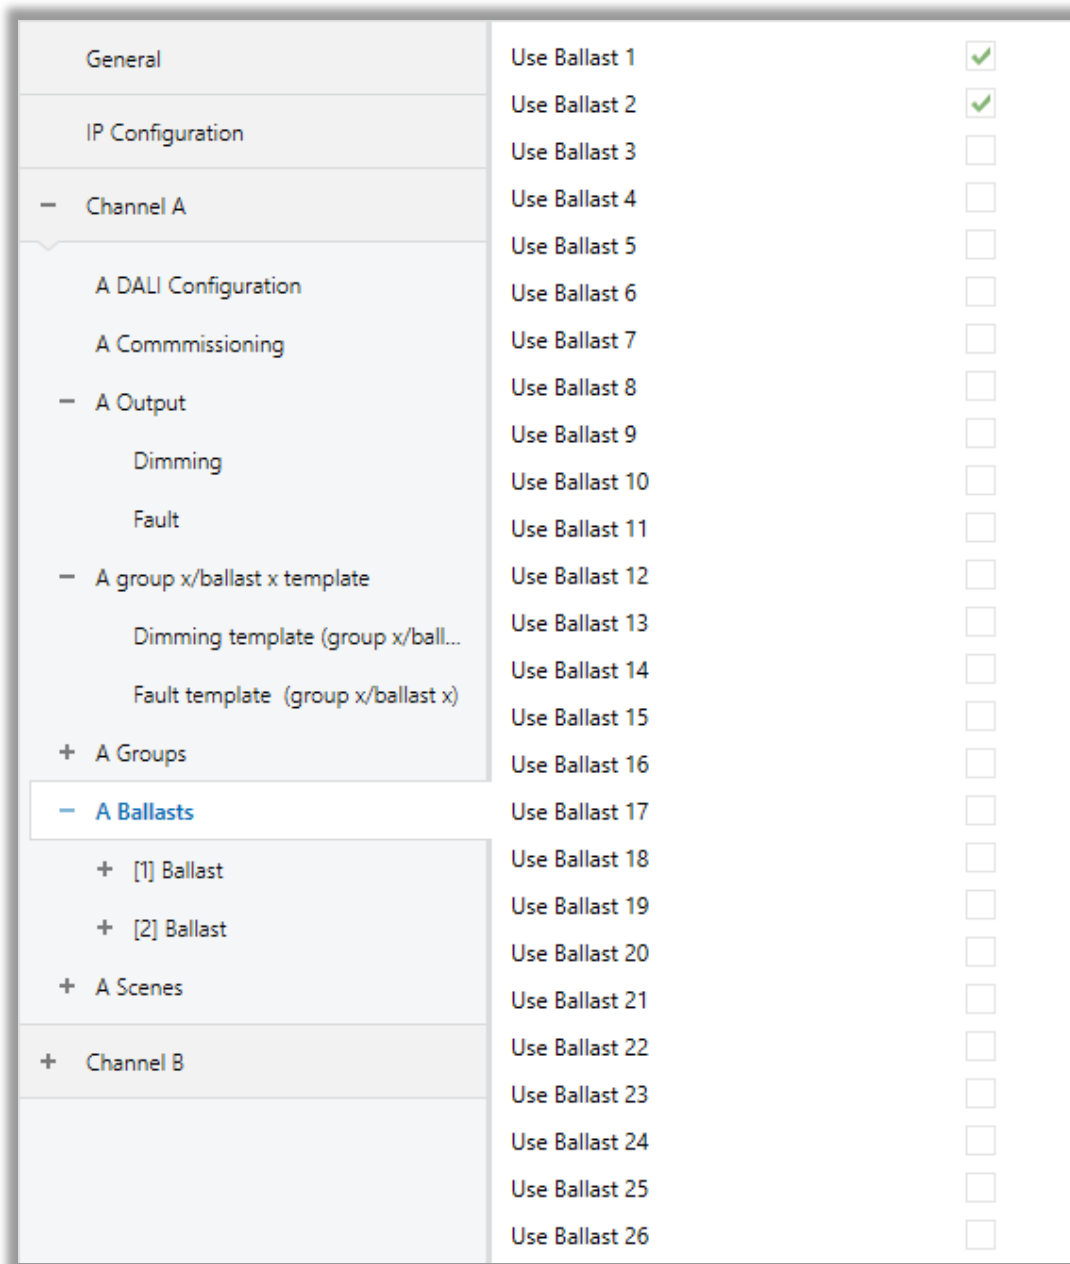 General
IP Configuration
Channel A
A DALI Configuration
A Commmissioning
A Output
Dimming
Fault
A group x/ballast x template
Dimming template (group x/ball...
Fault template (group x/ballast x)
A Groups
A Ballasts
[1] Ballast
[2] Ballast
A Scenes
Channel B
Use Ballast 1
Use Ballast 2
Use Ballast 3
Use Ballast 4
Use Ballast 5
Use Ballast 6
Use Ballast 7
Use Ballast 8
Use Ballast 9
Use Ballast 10
Use Ballast 11
Use Ballast 12
Use Ballast 13
Use Ballast 14
Use Ballast 15
Use Ballast 16
Use Ballast 17
Use Ballast 18
Use Ballast 19
Use Ballast 20
Use Ballast 21
Use Ballast 22
Use Ballast 23
Use Ballast 24
Use Ballast 25
Use Ballast 26